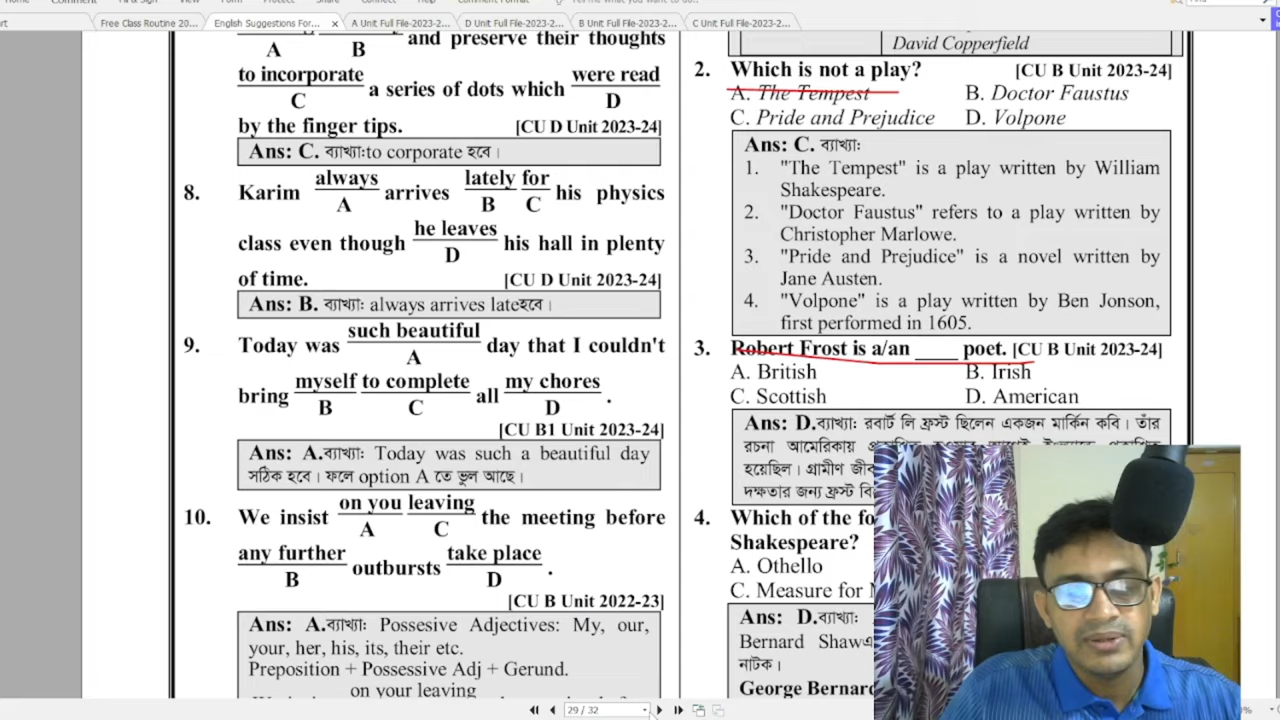 Free Class Routine 20...
English Suggestions For...
A Unit Full File-2023-2...
D Unit Full File-2023-2...
B Unit Full File-2023-2...
C Unit Full File-2023-2...
A B and preserve their thoughts
to incorporate a series of dots which were read
C D
by the finger tips. [CU D Unit 2023-24]
Ans: C. ব্যাখ্যাঃ to corporate হবে।
8. Karim always arrives lately for his physics
A B C
class even though he leaves his hall in plenty
D
of time. [CU D Unit 2023-24]
Ans: B. ব্যাখ্যাঃ always arrives late হবে।
9. Today was such beautiful day that I couldn't
A
bring myself to complete all my chores .
B C D
[CU B1 Unit 2023-24]
Ans: A.ব্যাখ্যাঃ Today was such a beautiful day
সঠিক হবে। ফলে option A তে ভুল আছে।
10. We insist on you leaving the meeting before
A C
any further outbursts take place .
B D
[CU B Unit 2022-23]
Ans: A.ব্যাখ্যাঃ Possesive Adjectives: My, our,
your, her, his, its, their etc.
Preposition + Possessive Adj + Gerund.
on your leaving
David Copperfield
2. Which is not a play? [CU B Unit 2023-24]
A. The Tempest B. Doctor Faustus
C. Pride and Prejudice D. Volpone
Ans: C. ব্যাখ্যাঃ
1. "The Tempest" is a play written by William
Shakespeare.
2. "Doctor Faustus" refers to a play written by
Christopher Marlowe.
3. "Pride and Prejudice" is a novel written by
Jane Austen.
4. "Volpone" is a play written by Ben Jonson,
first performed in 1605.
3. Robert Frost is a/an ____ poet. [CU B Unit 2023-24]
A. British B. Irish
C. Scottish D. American
Ans: D.ব্যাখ্যাঃ রবার্ট লি ফ্রস্ট ছিলেন একজন মার্কিন কবি। তাঁর
রচনা আমেরিকায়
হয়েছিল। গ্রামীণ
দক্ষতার জন্য ফ্রস্ট
4. Which of the
Shakespeare?
A. Othello
C. Measure for
Ans: D.ব্যাখ্যাঃ
Bernard Shaw
নাটক।
George Bernard
29 / 32